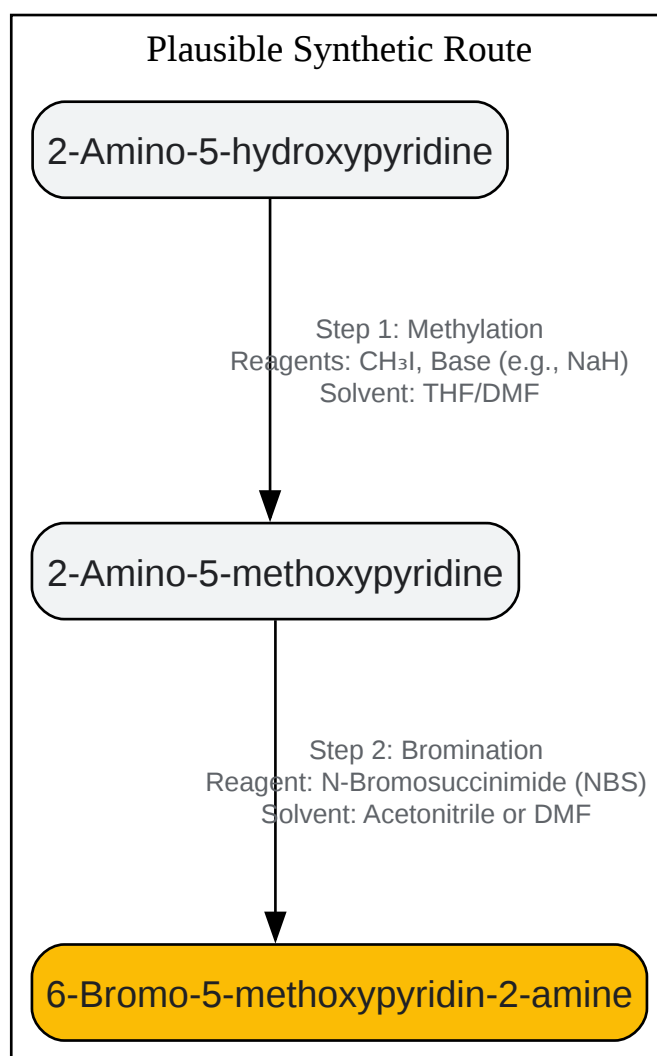 Plausible Synthetic Route
2-Amino-5-hydroxypyridine
Step 1: Methylation
Reagents: CH₃I, Base (e.g., NaH)
Solvent: THF/DMF
2-Amino-5-methoxypyridine
Step 2: Bromination
Reagent: N-Bromosuccinimide (NBS)
Solvent: Acetonitrile or DMF
6-Bromo-5-methoxypyridin-2-amine